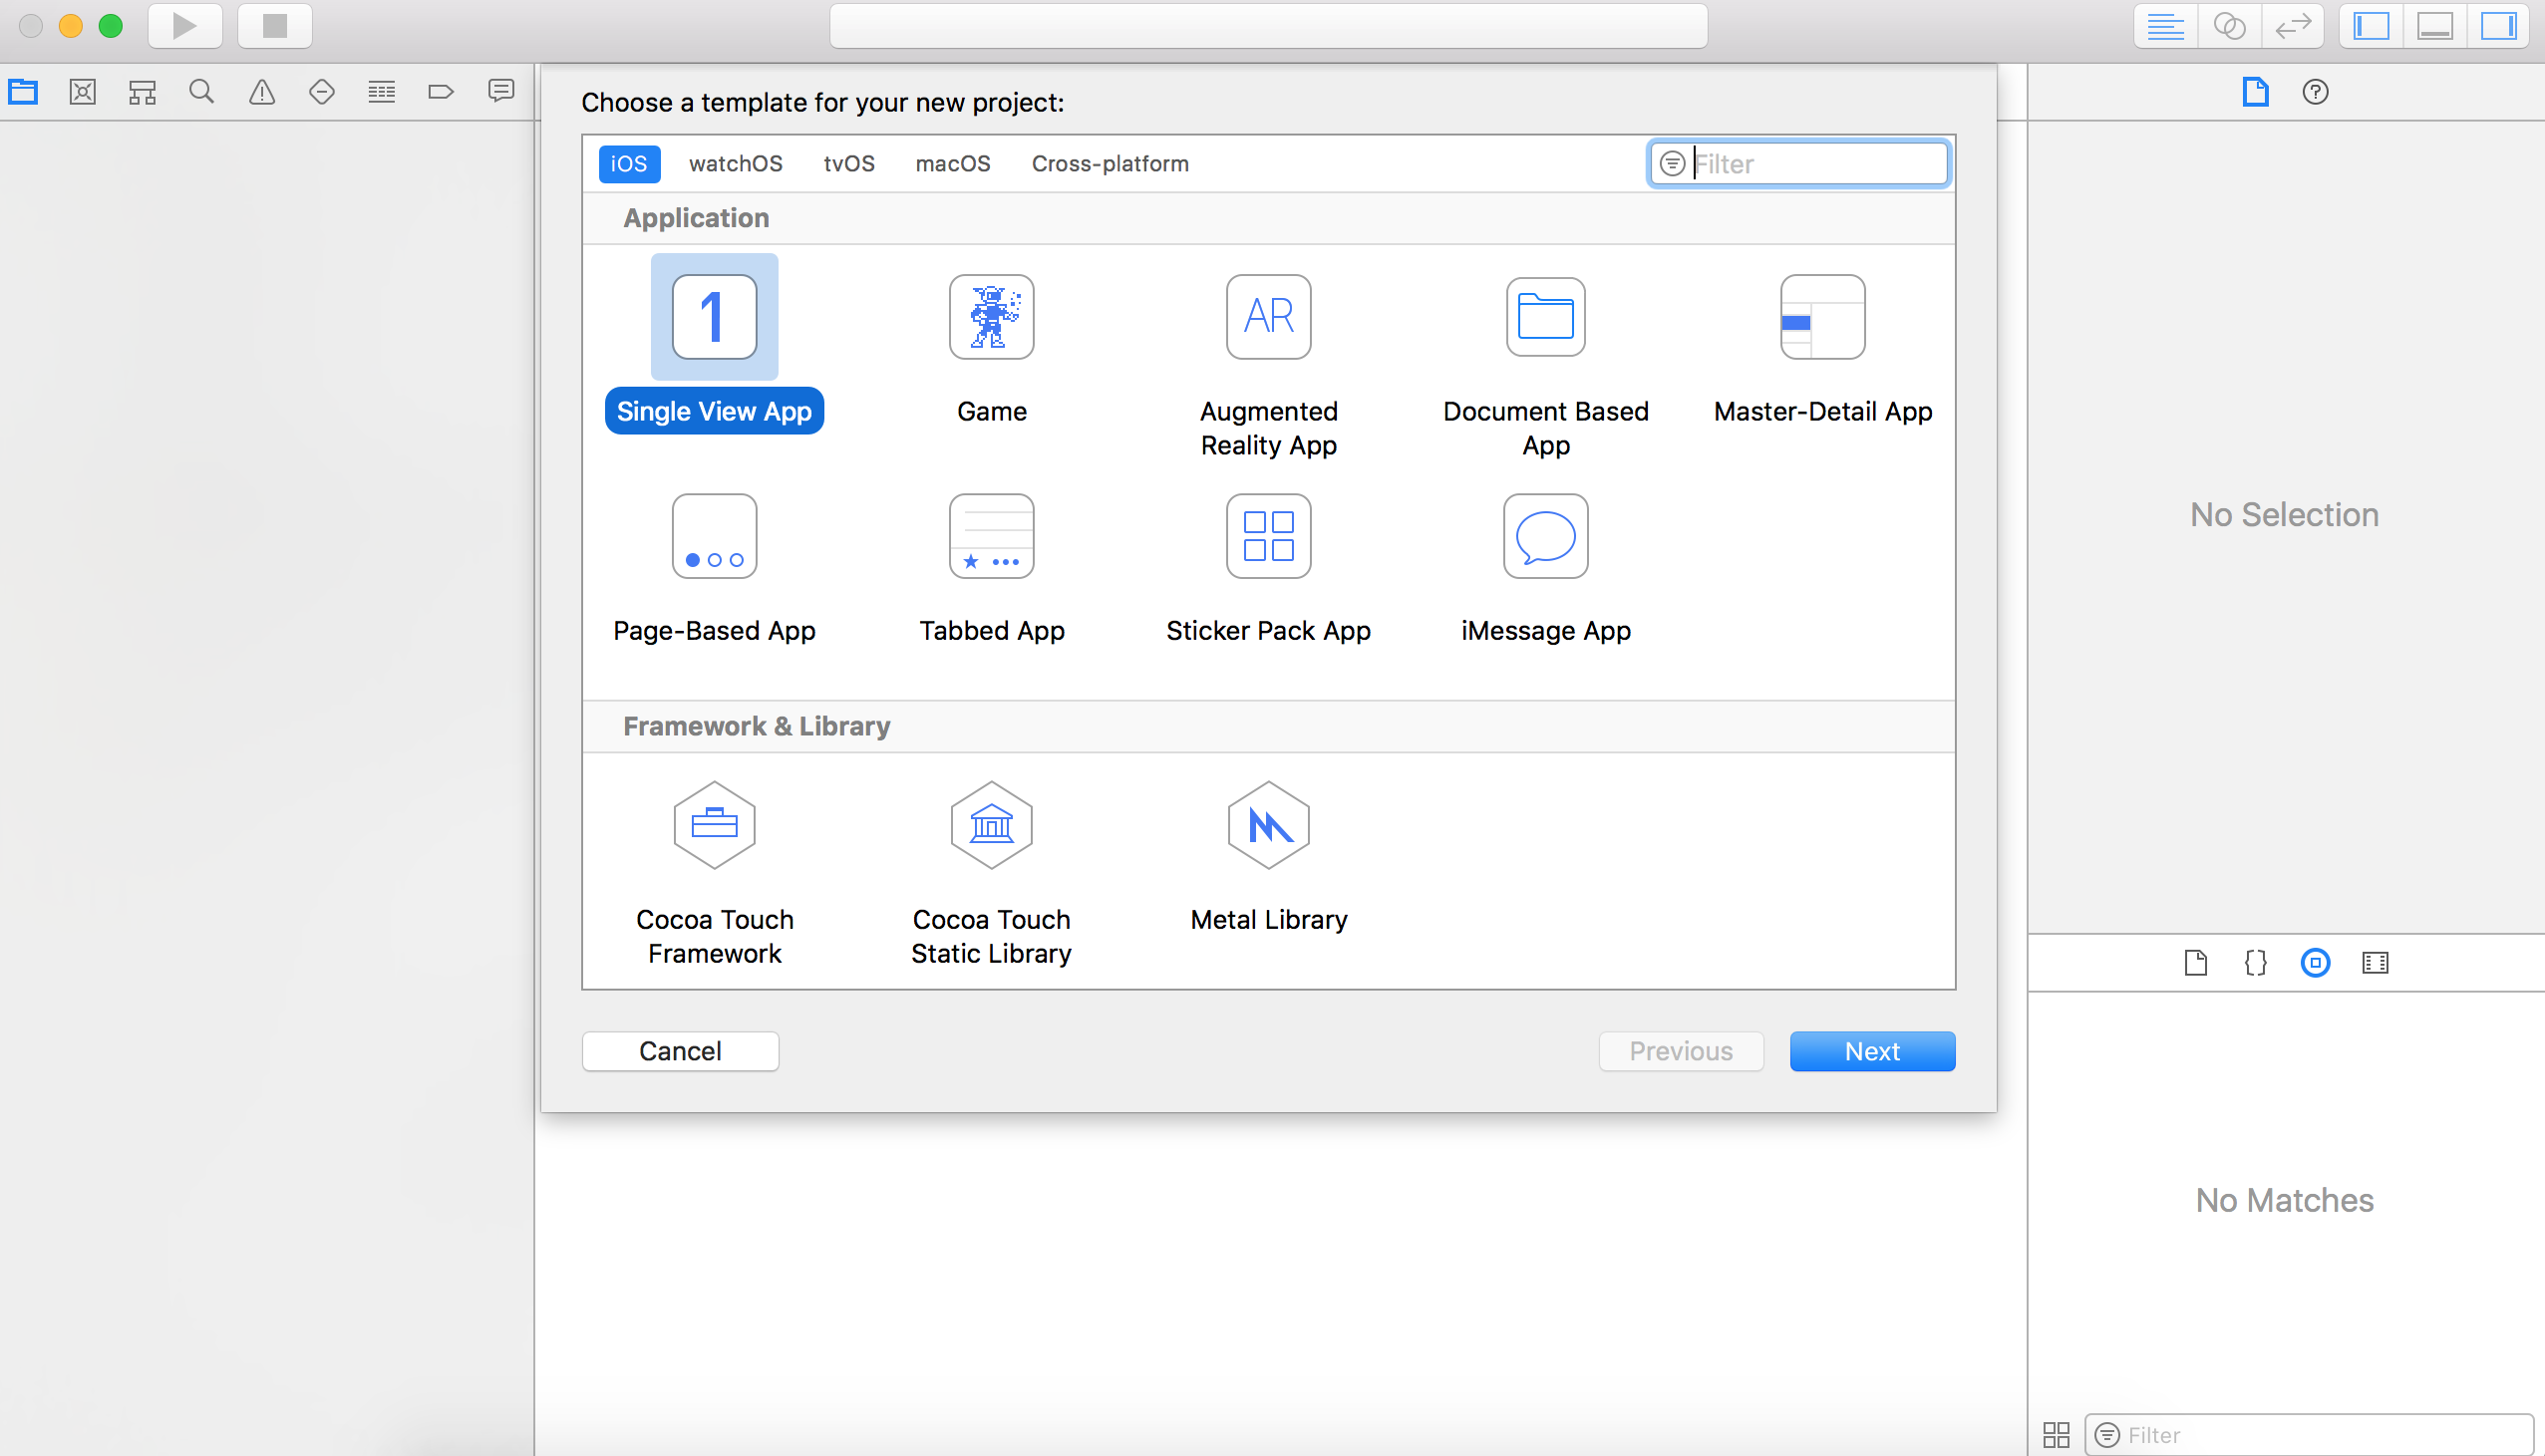 Choose a template for your new project:
iOS watchOS tvOS macOS Cross-platform Filter
Application
1
AR
Single View App Game Augmented Reality App Document Based App Master-Detail App
Page-Based App Tabbed App Sticker Pack App iMessage App
Framework & Library
Cocoa Touch Framework Cocoa Touch Static Library Metal Library
Cancel Previous Next
No Selection
No Matches
Filter